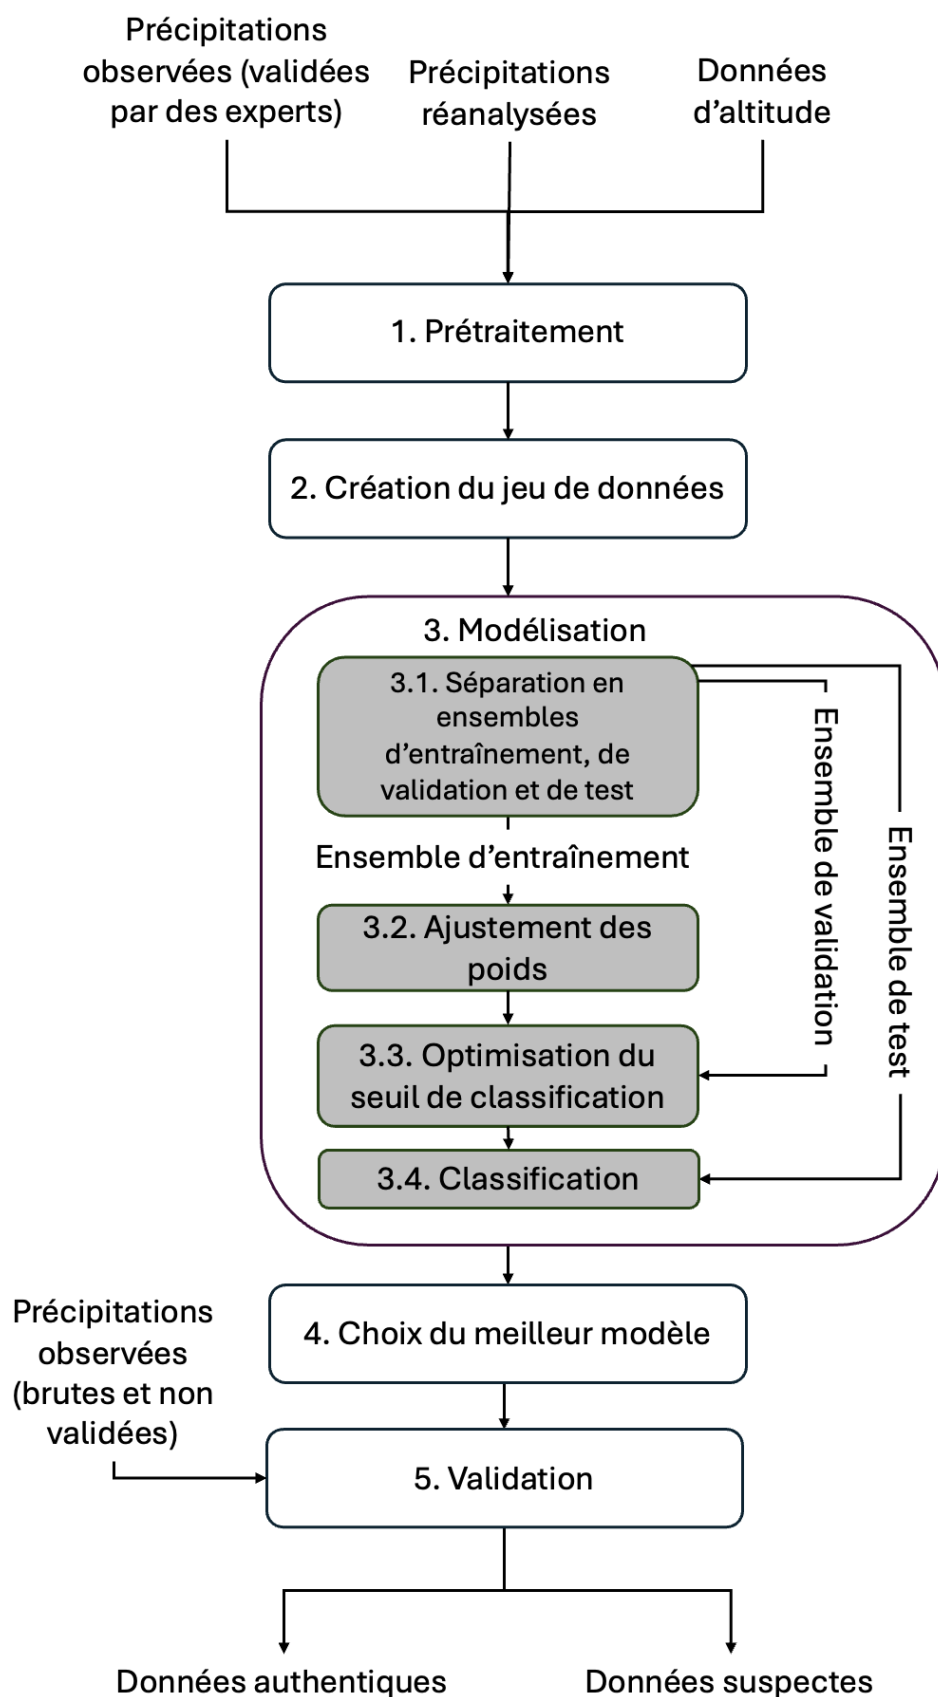 Précipitations
observées (validées
par des experts)
Précipitations
réanalysées
Données
d'altitude
1. Prétraitement
2. Création du jeu de données
3. Modélisation
3.1. Séparation en
ensembles
d'entraînement, de
validation et de test
Ensemble de validation
Ensemble de test
Ensemble d'entraînement
3.2. Ajustement des
poids
3.3. Optimisation du
seuil de classification
3.4. Classification
4. Choix du meilleur modèle
Précipitations
observées
(brutes et non
validées)
5. Validation
Données authentiques
Données suspectes